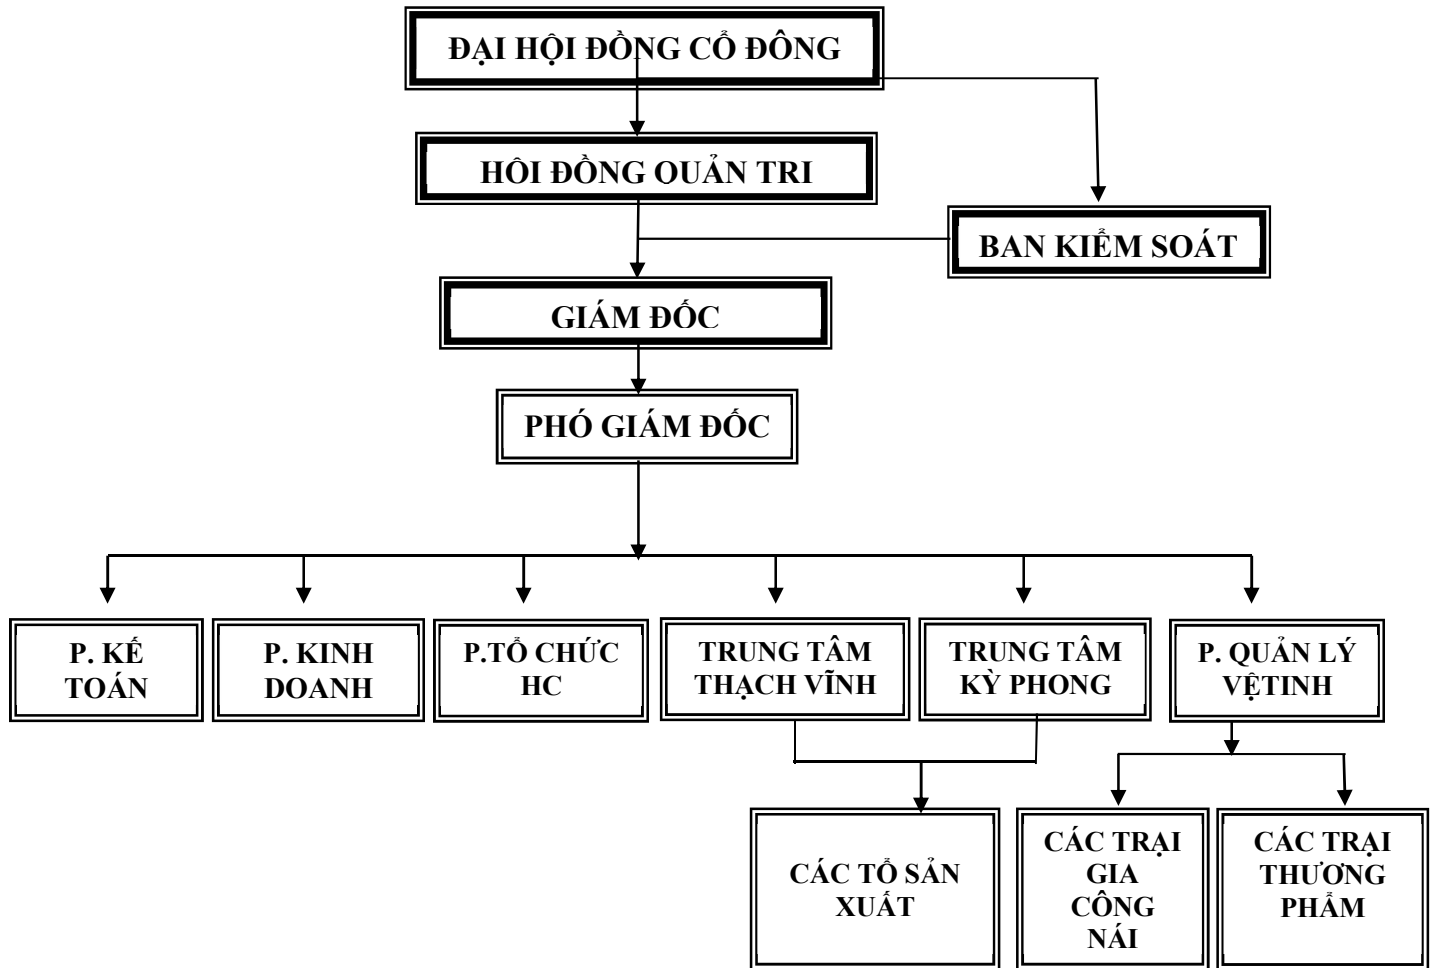 ĐẠI HỘI ĐỒNG CỔ ĐÔNG
HÔI ĐỒNG OUẢN TRI
BAN KIỂM SOÁT
GIÁM ĐỐC
PHÓ GIÁM ĐỐC
P. KẾ
TOÁN
P. KINH
DOANH
P.TỔ CHỨC
HC
TRUNG TÂM
THẠCH VĨNH
TRUNG TÂM
KỲ PHONG
P. QUẢN LÝ
VỆTINH
CÁC TỔ SẢN
XUẤT
CÁC TRẠI
GIA
CÔNG
NÁI
CÁC TRẠI
THƯƠNG
PHẨM